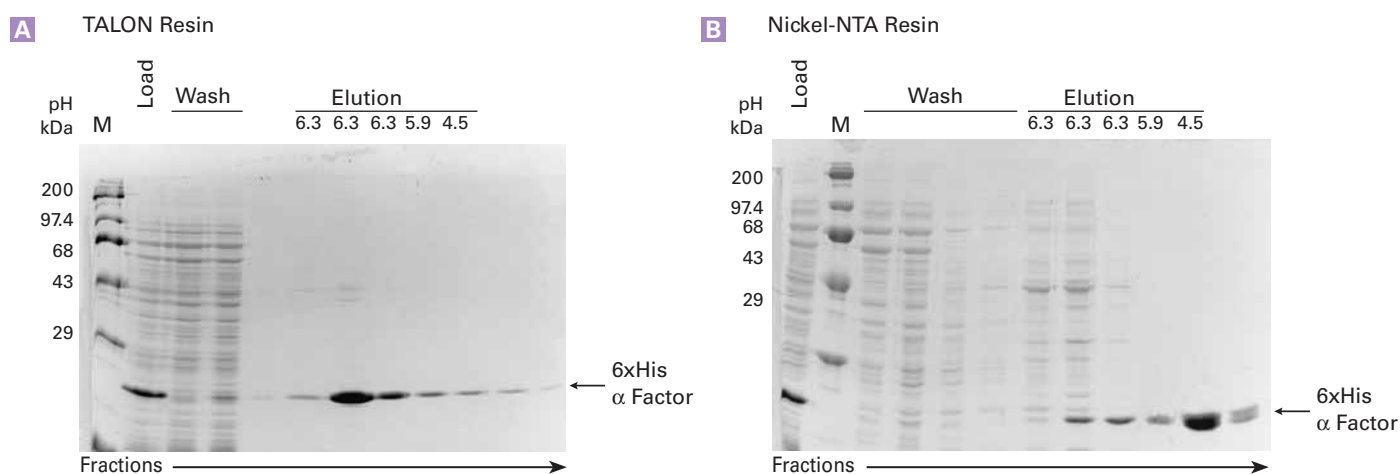 A TALON Resin
Load
Wash
Elution
pH 6.3 6.3 6.3 5.9 4.5
kDa M
200
97.4
68
43
29
6xHis
α Factor
Fractions
B Nickel-NTA Resin
Load
Wash
Elution
pH 6.3 6.3 6.3 5.9 4.5
kDa M
200
97.4
68
43
29
6xHis
α Factor
Fractions